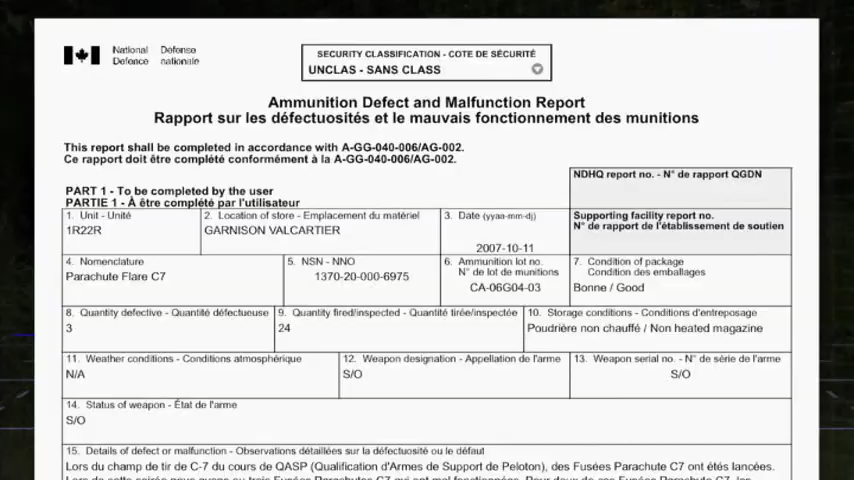 National Défense
Defence nationale
SECURITY CLASSIFICATION - COTE DE SÉCURITÉ
UNCLAS - SANS CLASS
Ammunition Defect and Malfunction Report
Rapport sur les défectuosités et le mauvais fonctionnement des munitions
This report shall be completed in accordance with A-GG-040-006/AG-002.
Ce rapport doit être complété conformément à la A-GG-040-006/AG-002.
NDHQ report no. - N° de rapport QGDN
PART 1 - To be completed by the user
PARTIE 1 - À être complété par l'utilisateur
1. Unit - Unité
1R22R
2. Location of store - Emplacement du matériel
GARNISON VALCARTIER
3. Date (yyaa-mm-dj)
2007-10-11
Supporting facility report no.
N° de rapport de l'établissement de soutien
4. Nomenclature
Parachute Flare C7
5. NSN - NNO
1370-20-000-6975
6. Ammunition lot no.
N° de lot de munitions
CA-06G04-03
7. Condition of package
Condition des emballages
Bonne / Good
8. Quantity defective - Quantité défectueuse
3
9. Quantity fired/inspected - Quantité tirée/inspectée
24
10. Storage conditions - Conditions d'entreposage
Poudrière non chauffé / Non heated magazine
11. Weather conditions - Conditions atmosphérique
N/A
12. Weapon designation - Appellation de l'arme
S/O
13. Weapon serial no. - N° de série de l'arme
S/O
14. Status of weapon - État de l'arme
S/O
15. Details of defect or malfunction - Observations détaillées sur la défectuosité ou le défaut
Lors du champ de tir de C-7 du cours de QASP (Qualification d'Armes de Support de Peloton), des Fusées Parachute C7 ont étés lancées.